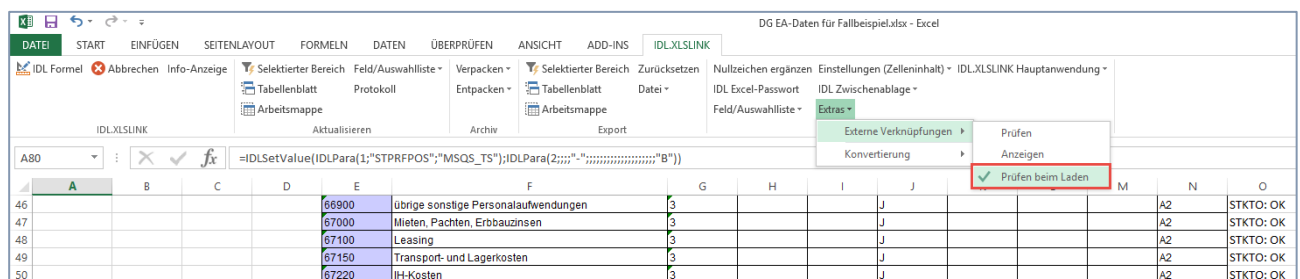 DG EA-Daten für Fallbeispiel.xlsx - Excel
DATEI START EINFÜGEN SEITENLAYOUT FORMELN DATEN ÜBERPRÜFEN ANSICHT ADD-INS IDL.XLSLINK
IDL Formel Abbrechen Info-Anzeige Selektierter Bereich Feld/Auswahlliste Verpacken Selektierter Bereich Zurücksetzen Nullzeichen ergänzen Einstellungen (Zelleninhalt) IDL.XLSLINK Hauptanwendung
Tabellenblatt Protokoll Entpacken Tabellenblatt Datei IDL Excel-Passwort IDL Zwischenablage
Arbeitsmappe Arbeitsmappe Feld/Auswahlliste Extras
IDL.XLSLINK Aktualisieren Archiv Export Externe Verknüpfungen Prüfen
Konvertierung Anzeigen
Prüfen beim Laden
A80 fx =IDLSetValue(IDLPara(1;"STPRFPOS";"MSQS_TS");IDLPara(2;;;;"-";;;;;;;;;;;;;;;;;;;;;"B"))
A B C D E F G H I J M N O
46 66900 übrige sonstige Personalaufwendungen 3 J A2 STKTO: OK
47 67000 Mieten, Pachten, Erbbauzinsen 3 J A2 STKTO: OK
48 67100 Leasing 3 J A2 STKTO: OK
49 67150 Transport- und Lagerkosten 3 J A2 STKTO: OK
50 67220 IH-Kosten 3 J A2 STKTO: OK